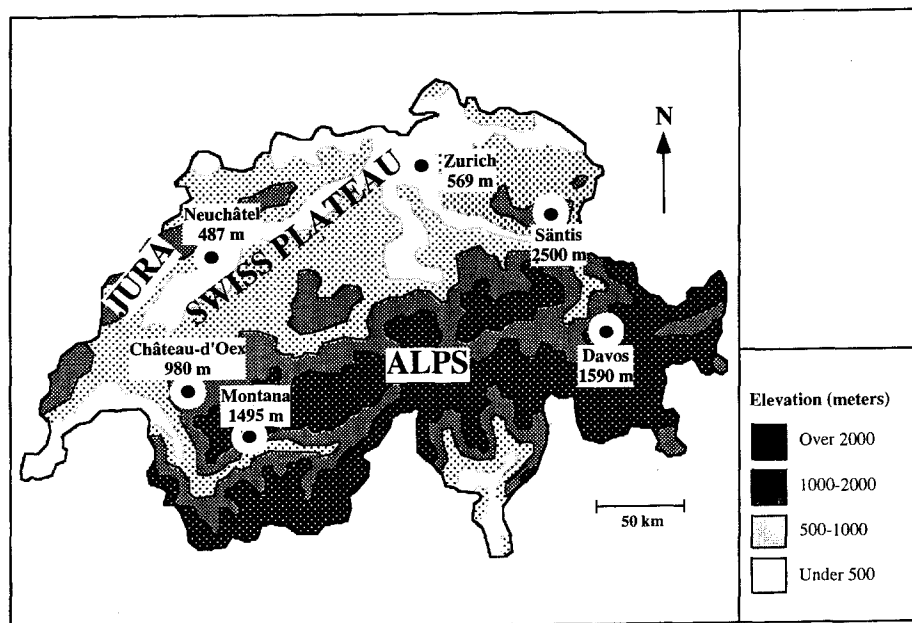 N
Zurich
569 m
Neuchâtel
487 m
JURA
SWISS PLATEAU
Säntis
2500 m
Château-d'Oex
980 m
Montana
1495 m
ALPS
Davos
1590 m
50 km
Elevation (meters)
Over 2000
1000-2000
500-1000
Under 500